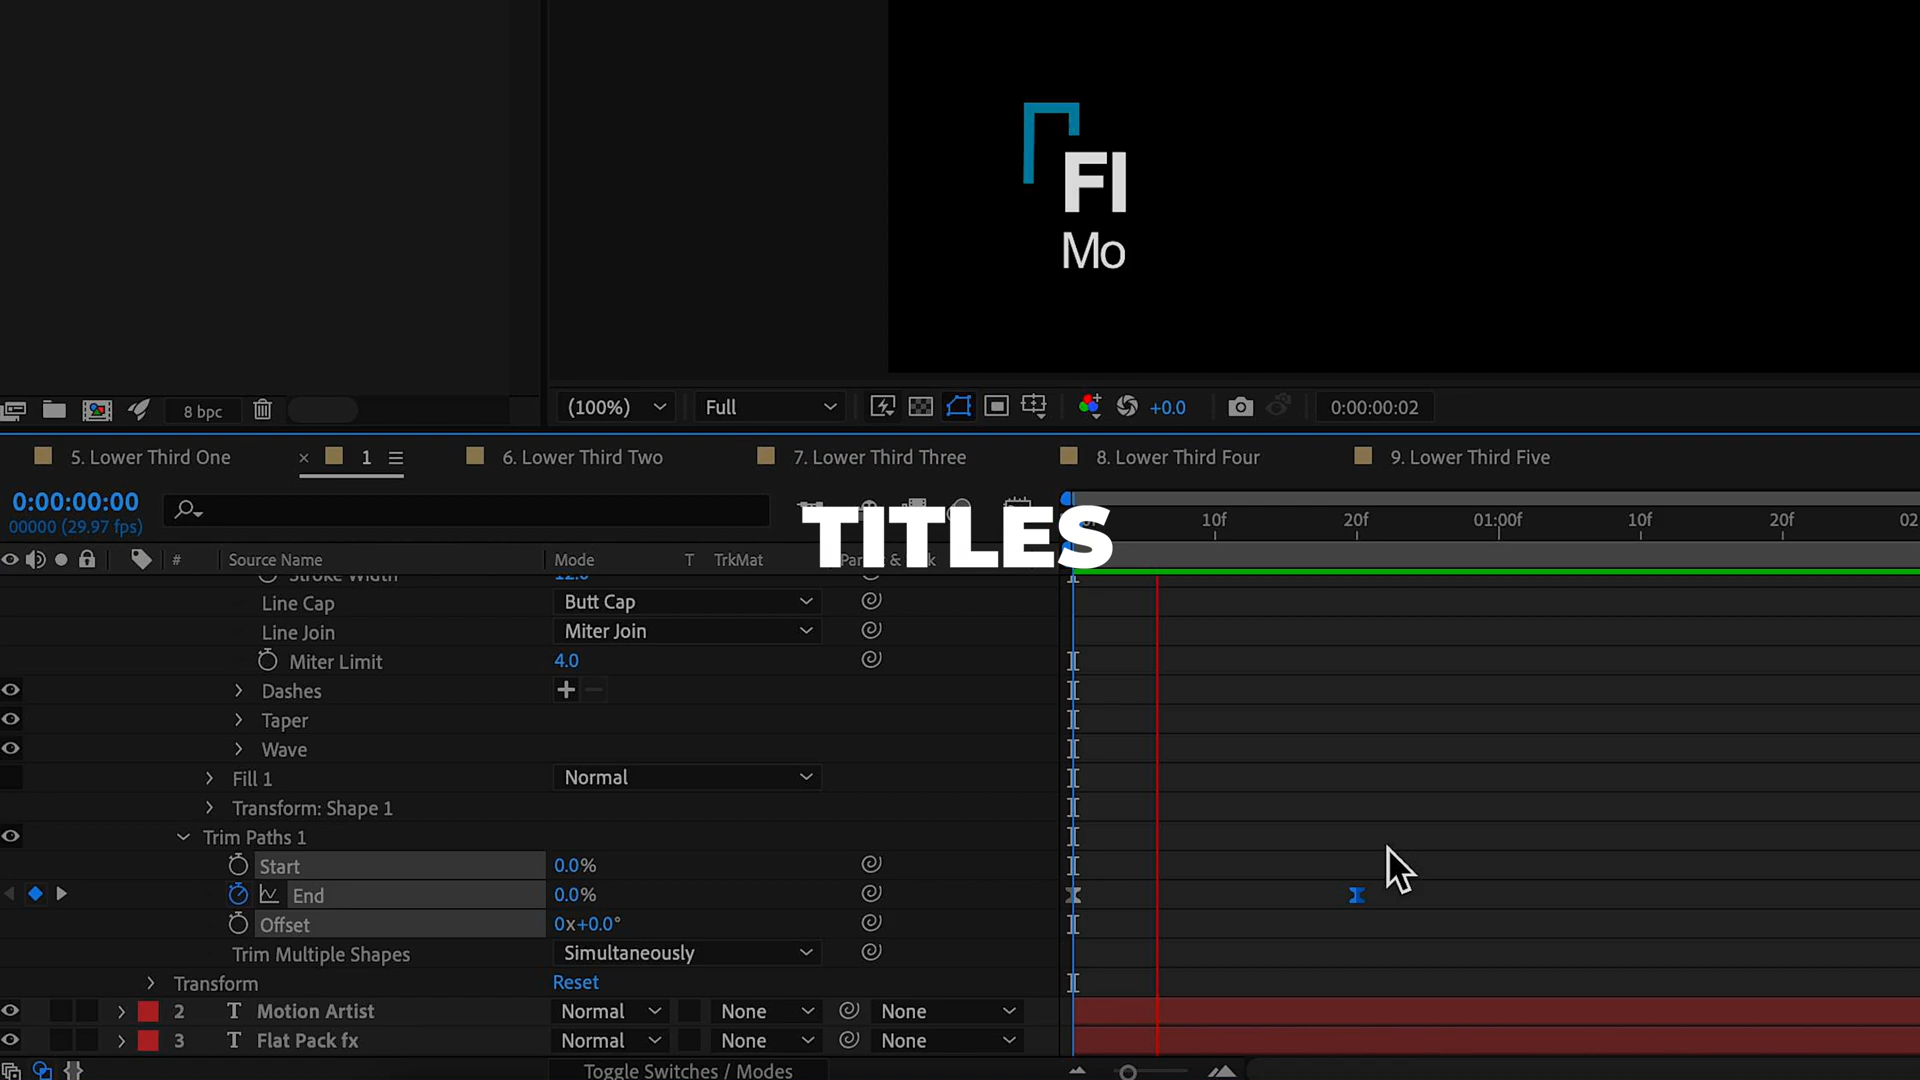 FI
Mo
8 bpc
(100%)
Full
+0.0
0:00:00:02
5. Lower Third One
1
6. Lower Third Two
7. Lower Third Three
8. Lower Third Four
9. Lower Third Five
0:00:00:00
00000 (29.97 fps)
TITLES
10f 20f 01:00f 10f 20f 02
# Source Name Mode T TrkMat
Stroke Width 12.0
Line Cap Butt Cap
Line Join Miter Join
Miter Limit 4.0
Dashes
Taper
Wave
Fill 1 Normal
Transform: Shape 1
Trim Paths 1
Start 0.0%
End 0.0%
Offset 0x+0.0°
Trim Multiple Shapes Simultaneously
Transform Reset
2 T Motion Artist Normal None None
3 T Flat Pack fx Normal None None
Toggle Switches / Modes